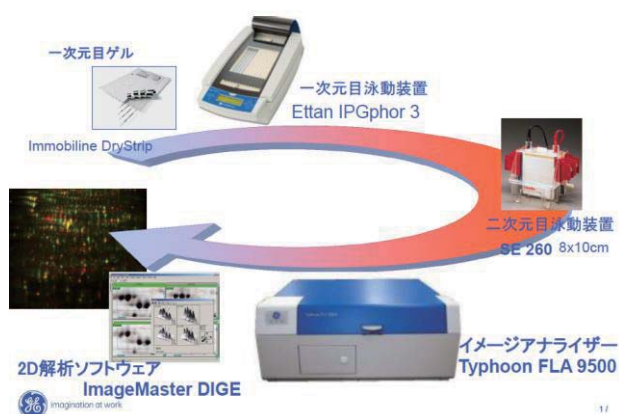 一次元目ゲル
一次元目泳動装置
Ettan IPGphor 3
Immobiline DryStrip
二次元目泳動装置
SE 260 8x10cm
イメージアナライザー
Typhoon FLA 9500
2D解析ソフトウェア
ImageMaster DIGE
imagination at work
1/